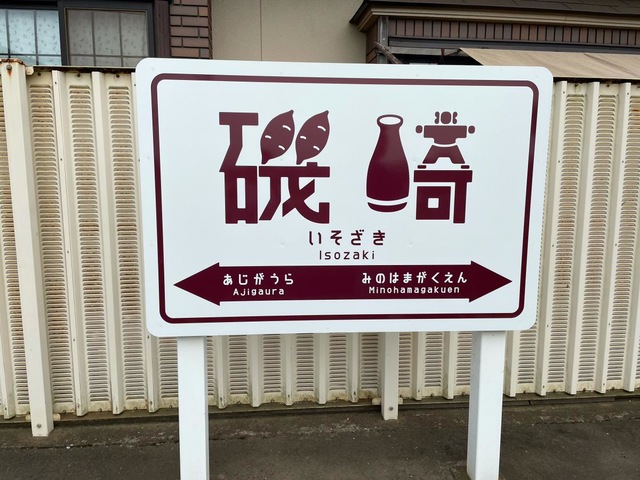 磯崎
いそざき
Isozaki
あじがうら みのはまがくえん
Ajigaura Minohamagakuen